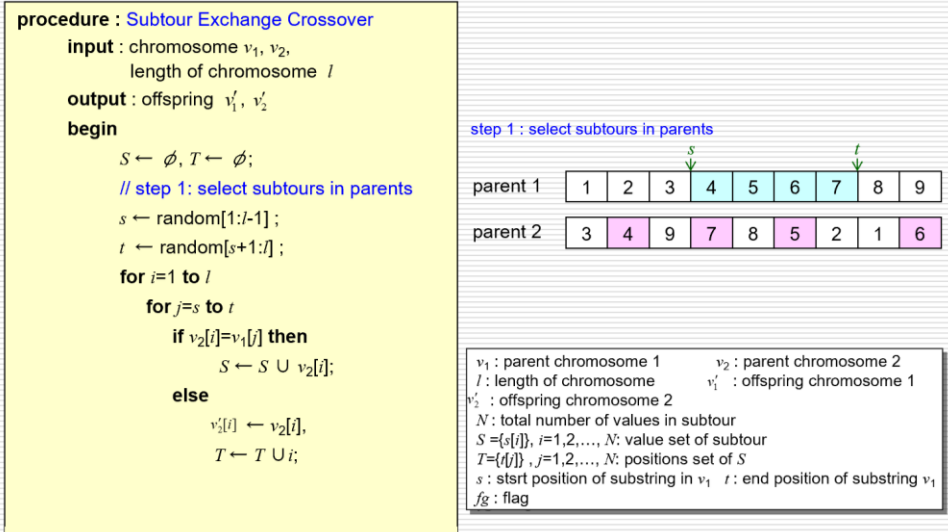 procedure : Subtour Exchange Crossover
input : chromosome v₁, v₂,
length of chromosome l
output : offspring v₁′, v₂′
begin
S ← ϕ, T ← ϕ;
// step 1: select subtours in parents
s ← random[1:l-1] ;
t ← random[s+1:l] ;
for i=1 to l
for j=s to t
if v₂[i]=v₁[j] then
S ← S ∪ v₂[i];
else
v₂′[i] ← v₂[i],
T ← T ∪ i;
step 1 : select subtours in parents
s t
parent 1 1 2 3 4 5 6 7 8 9
parent 2 3 4 9 7 8 5 2 1 6
v₁ : parent chromosome 1 v₂ : parent chromosome 2
l : length of chromosome v₁′ : offspring chromosome 1
v₂′ : offspring chromosome 2
N : total number of values in subtour
S ={s[i]}, i=1,2,…, N: value set of subtour
T={t[j]} , j=1,2,…, N: positions set of S
s : stsrt position of substring in v₁ t : end position of substring v₁
fg : flag